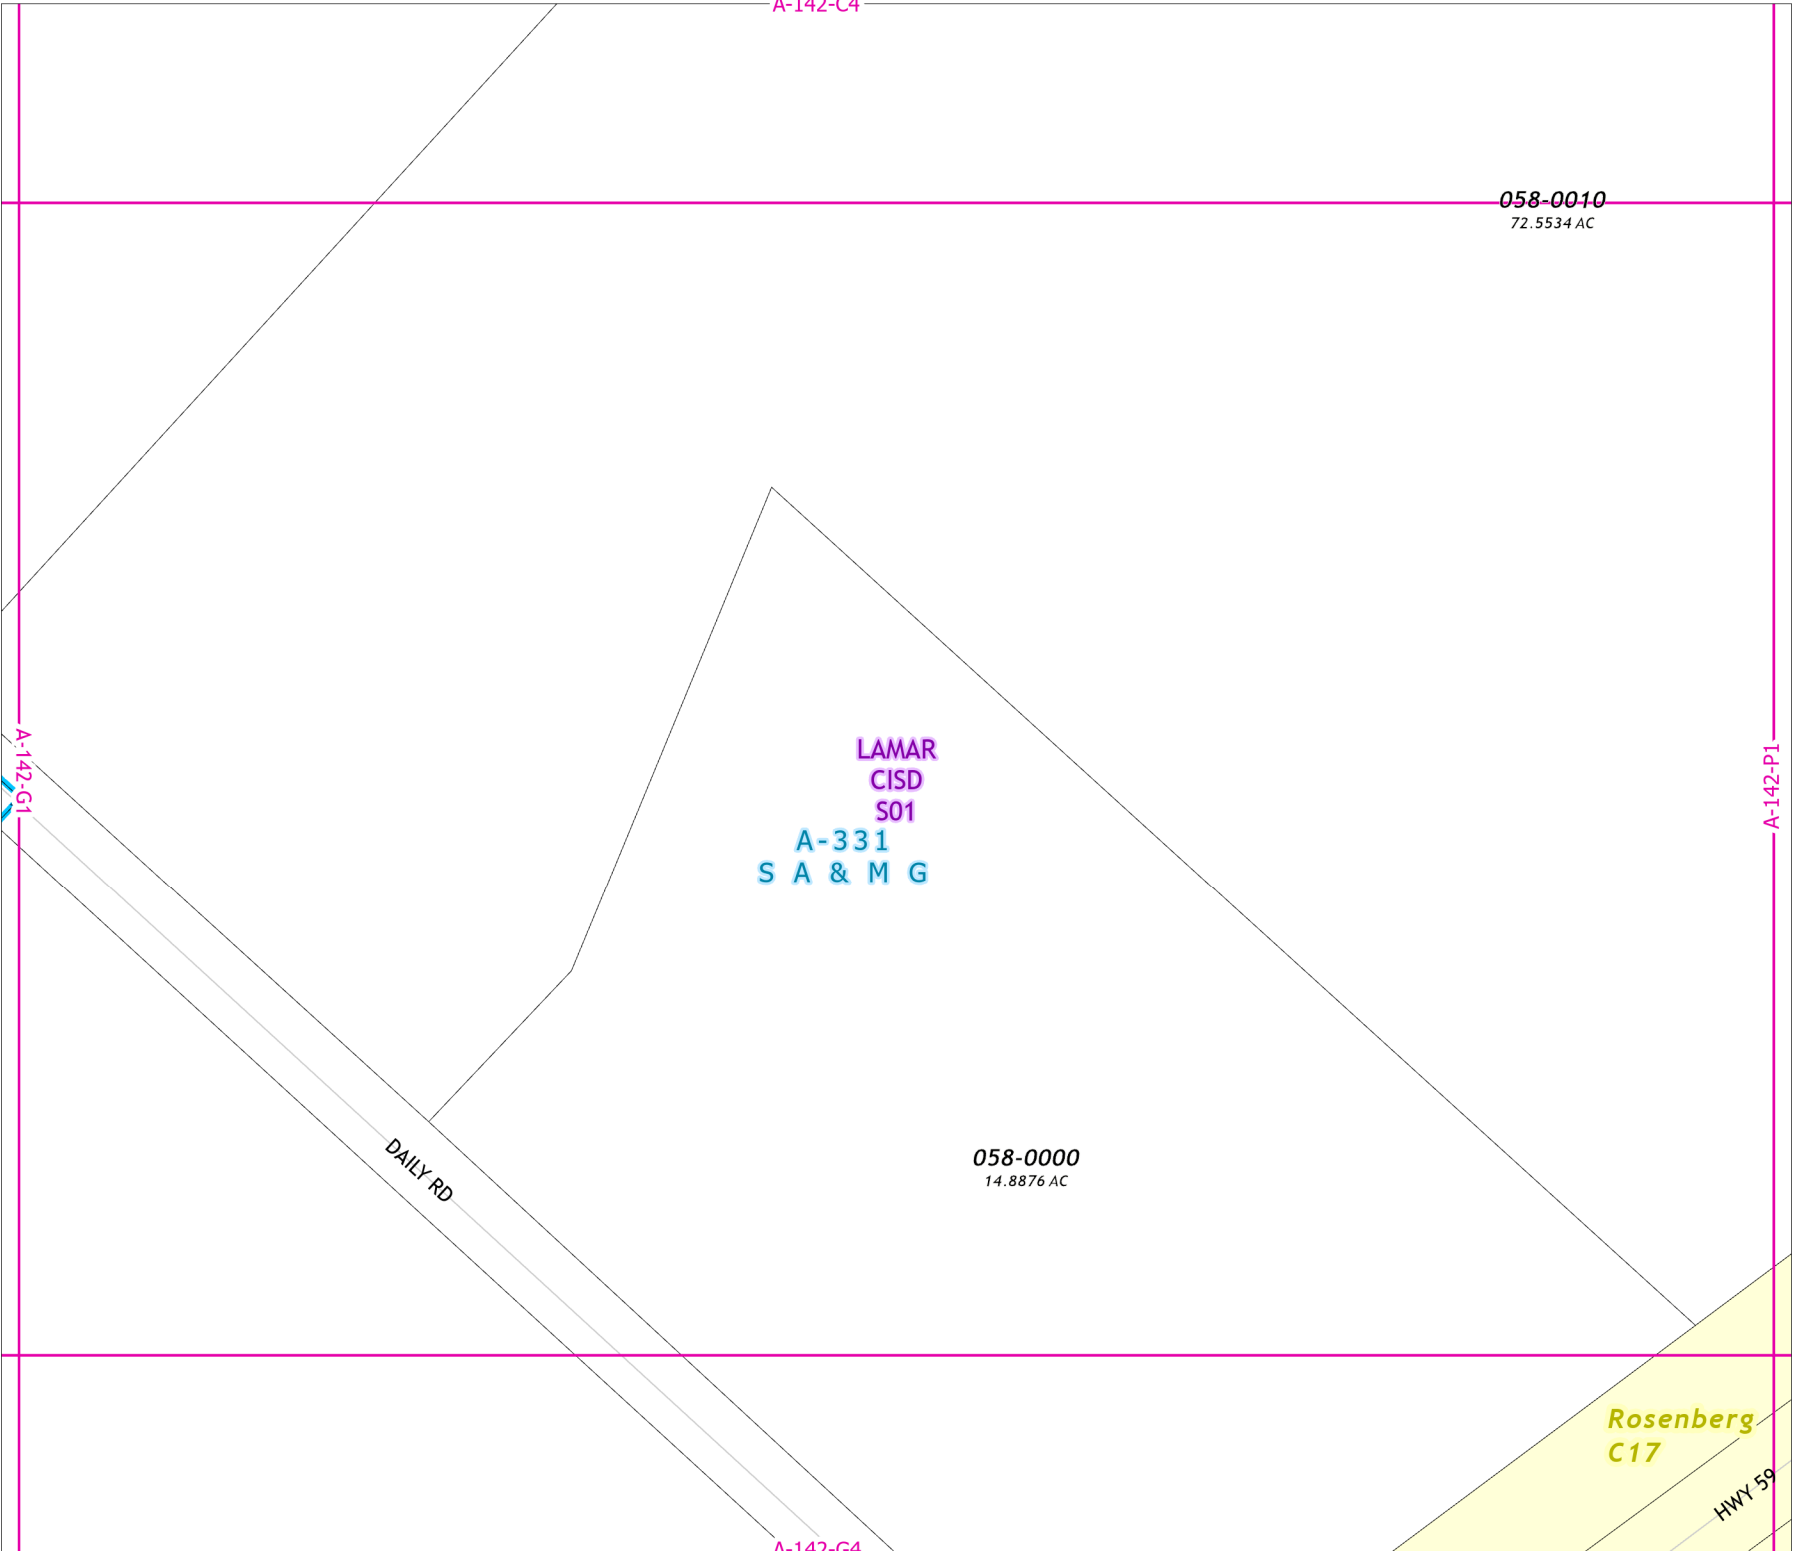 A-142-C4
058-0010
72.5534 AC
A-142-G1
A-142-P1
LAMAR
CISD
S01
A-331
S A & M G
DAILY RD
058-0000
14.8876 AC
Rosenberg
C17
HWY 59
A-142-G4